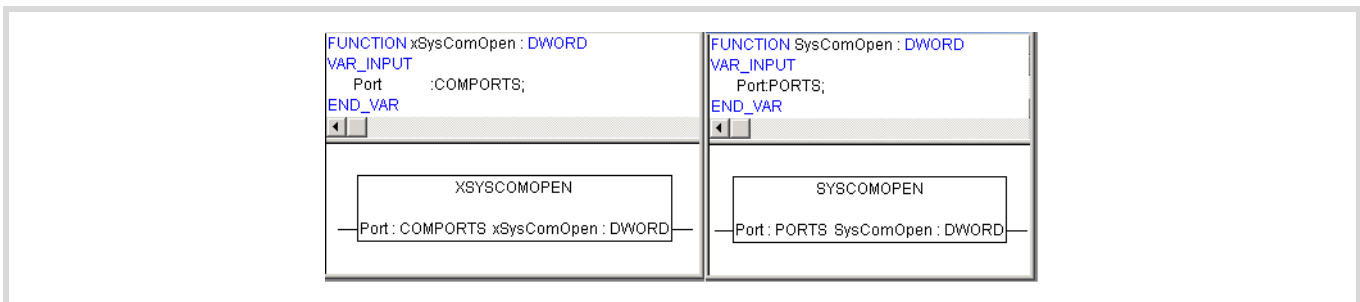 FUNCTION xSysComOpen : DWORD
VAR_INPUT
Port :COMPORTS;
END_VAR
XSYSCOMOPEN
Port : COMPORTS xSysComOpen : DWORD
FUNCTION SysComOpen : DWORD
VAR_INPUT
Port:PORTS;
END_VAR
SYSCOMOPEN
Port : PORTS SysComOpen : DWORD